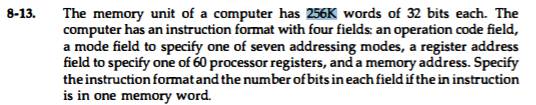 8-13. The memory unit of a computer has 256K words of 32 bits each. The
computer has an instruction format with four fields: an operation code field,
a mode field to specify one of seven addressing modes, a register address
field to specify one of 60 processor registers, and a memory address. Specify
the instruction format and the number of bits in each field if the in instruction
is in one memory word.